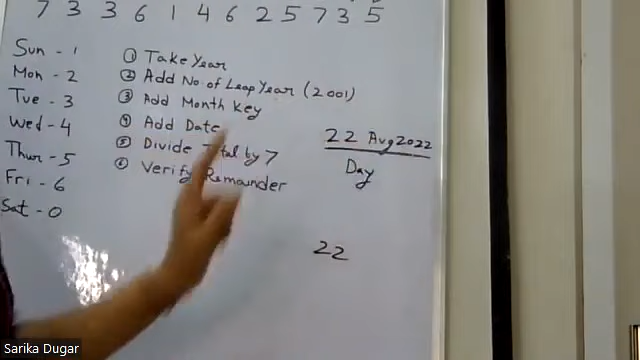 7 3 3 6 1 4 6 2 5 7 3 5
Sun - 1
Mon - 2
Tue - 3
Wed - 4
Thur - 5
Fri - 6
Sat - 0
① Take Year
② Add No. of Leap Year (2001)
③ Add Month Key
④ Add Date
⑤ Divide Total by 7
⑥ Verify Remainder
22 Aug 2022
Day
22
Sarika Dugar